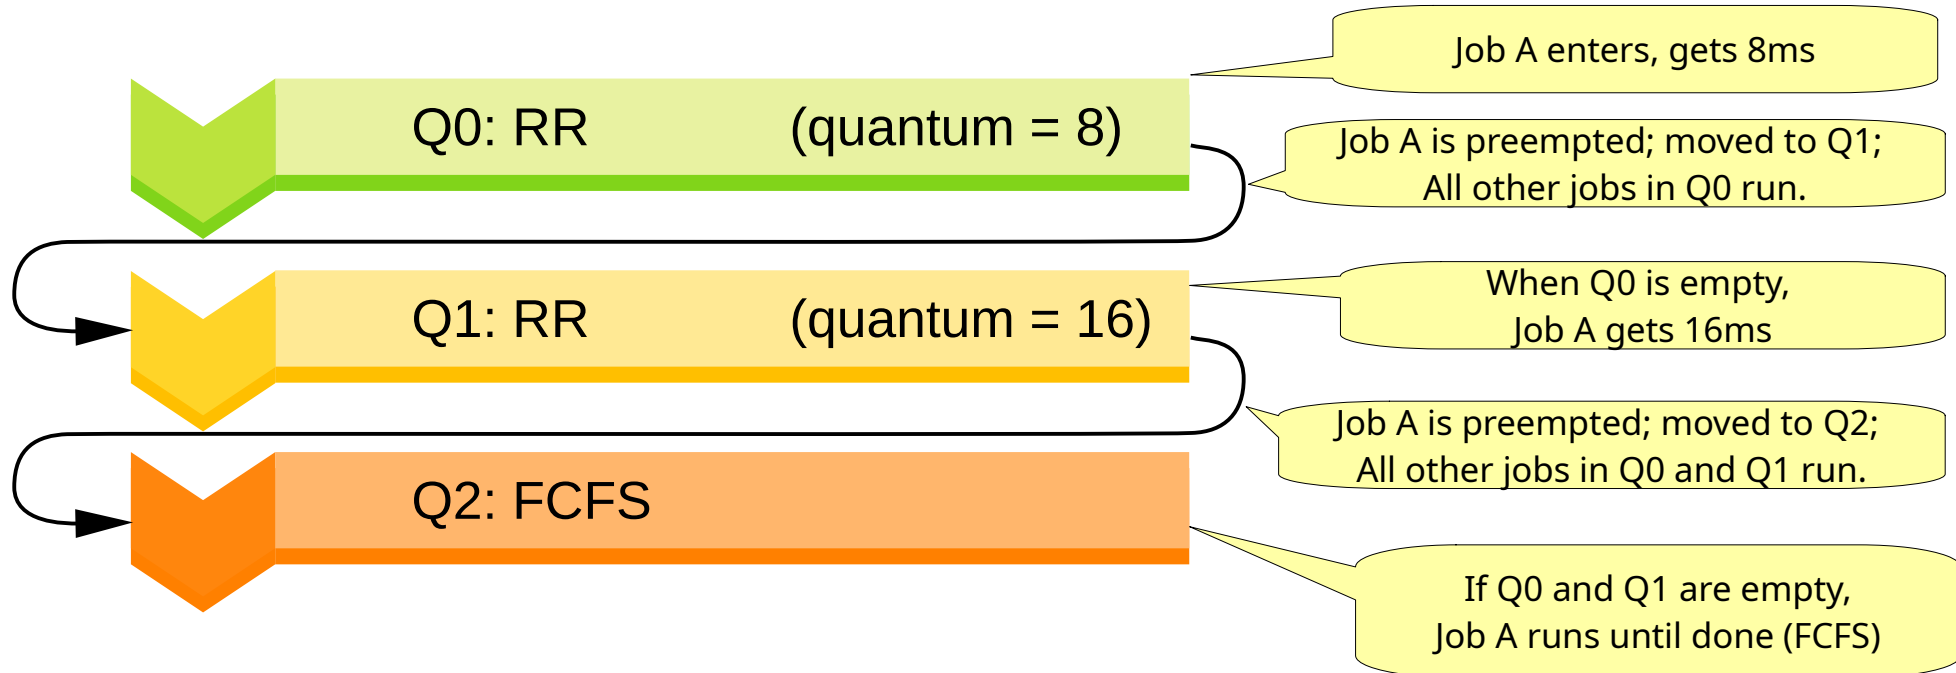 Job A enters, gets 8ms
Q0: RR (quantum = 8)
Job A is preempted; moved to Q1;
All other jobs in Q0 run.
Q1: RR (quantum = 16)
When Q0 is empty,
Job A gets 16ms
Job A is preempted; moved to Q2;
All other jobs in Q0 and Q1 run.
Q2: FCFS
If Q0 and Q1 are empty,
Job A runs until done (FCFS)